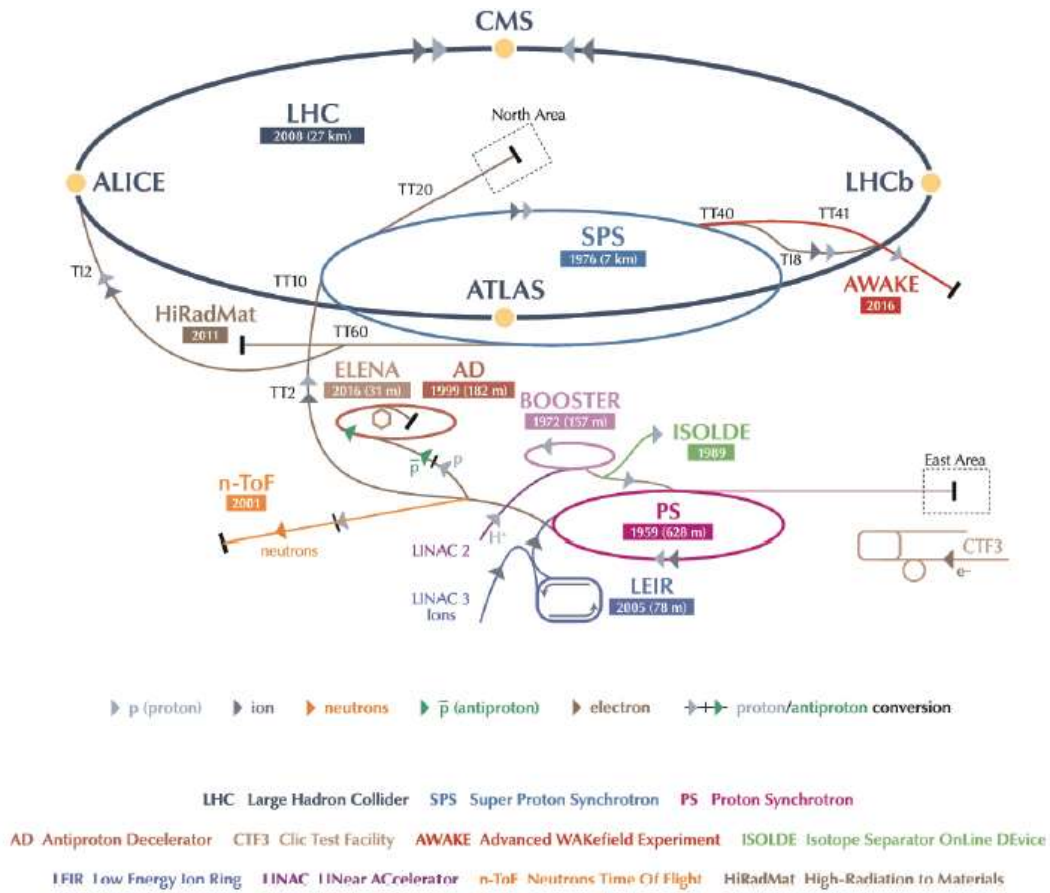 CMS
LHC
2008 (27 km)
North Area
ALICE
LHCb
TT20
TT40
TT41
SPS
1976 (7 km)
TI2
TT10
TI8
ATLAS
AWAKE
2016
HiRadMat
2011
TT60
ELENA
2016 (31 m)
AD
1999 (182 m)
TT2
BOOSTER
1972 (157 m)
ISOLDE
1989
p̅
p
East Area
n-ToF
2001
PS
1959 (628 m)
neutrons
LINAC 2
H⁺
CTF3
e-
LEIR
2005 (78 m)
LINAC 3
Ions
p (proton) ion neutrons p̅ (antiproton) electron proton/antiproton conversion
LHC Large Hadron Collider SPS Super Proton Synchrotron PS Proton Synchrotron
AD Antiproton Decelerator CTF3 Clic Test Facility AWAKE Advanced WAKefield Experiment ISOLDE Isotope Separator OnLine DEvice
LEIR Low Energy Ion Ring LINAC LINear ACcelerator n-ToF Neutrons Time Of Flight HiRadMat High-Radiation to Materials